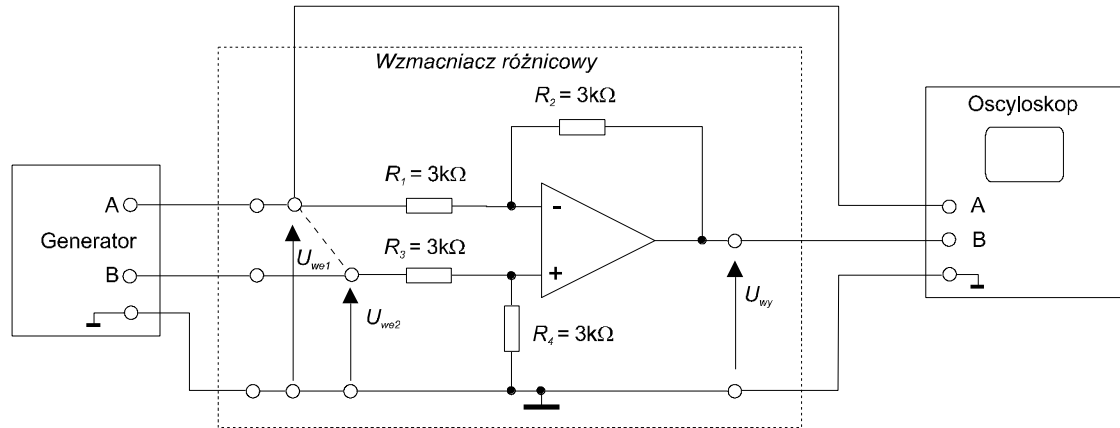 Wzmacniacz różnicowy
Oscyloskop
R2 = 3kΩ
R1 = 3kΩ
A
A
-
Generator
B
Uwe1
R3 = 3kΩ
B
+
Uwe2
Uwy
R4 = 3kΩ